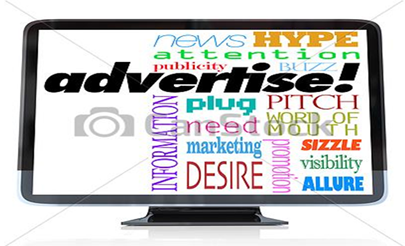 news HYPE
attention
publicity BUZZ
advertise!
INFORMATION
plug PITCH
need WORD OF MOUTH
marketing
promotion
SIZZLE
DESIRE
visibility
ALLURE
CanStock